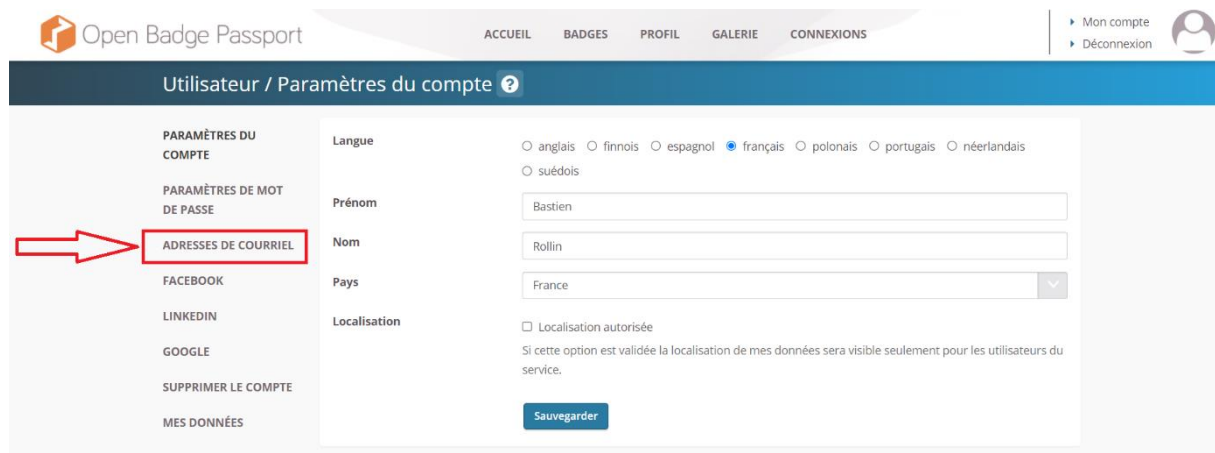 Open Badge Passport
ACCUEIL BADGES PROFIL GALERIE CONNEXIONS
Mon compte
Déconnexion
Utilisateur / Paramètres du compte ?
PARAMÈTRES DU
COMPTE
PARAMÈTRES DE MOT
DE PASSE
ADRESSES DE COURRIEL
FACEBOOK
LINKEDIN
GOOGLE
SUPPRIMER LE COMPTE
MES DONNÉES
Langue
anglais finnois espagnol français polonais portugais néerlandais
suédois
Prénom
Bastien
Nom
Rollin
Pays
France
Localisation
Localisation autorisée
Si cette option est validée la localisation de mes données sera visible seulement pour les utilisateurs du
service.
Sauvegarder